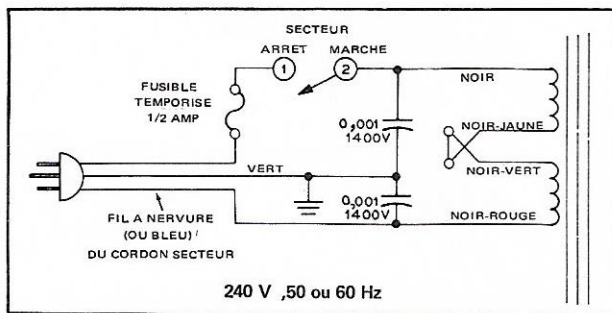 SECTEUR
ARRET MARCHE
1 2
FUSIBLE
TEMPORISE
1/2 AMP
NOIR
0,001
1400V
NOIR-JAUNE
NOIR-VERT
VERT
0,001
1400V
NOIR-ROUGE
FIL A NERVURE
(OU BLEU)
DU CORDON SECTEUR
240 V ,50 ou 60 Hz